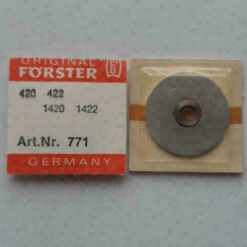 ORIGINAL
FÖRSTER
420 422
1420 1422
Art.Nr. 771
GERMANY